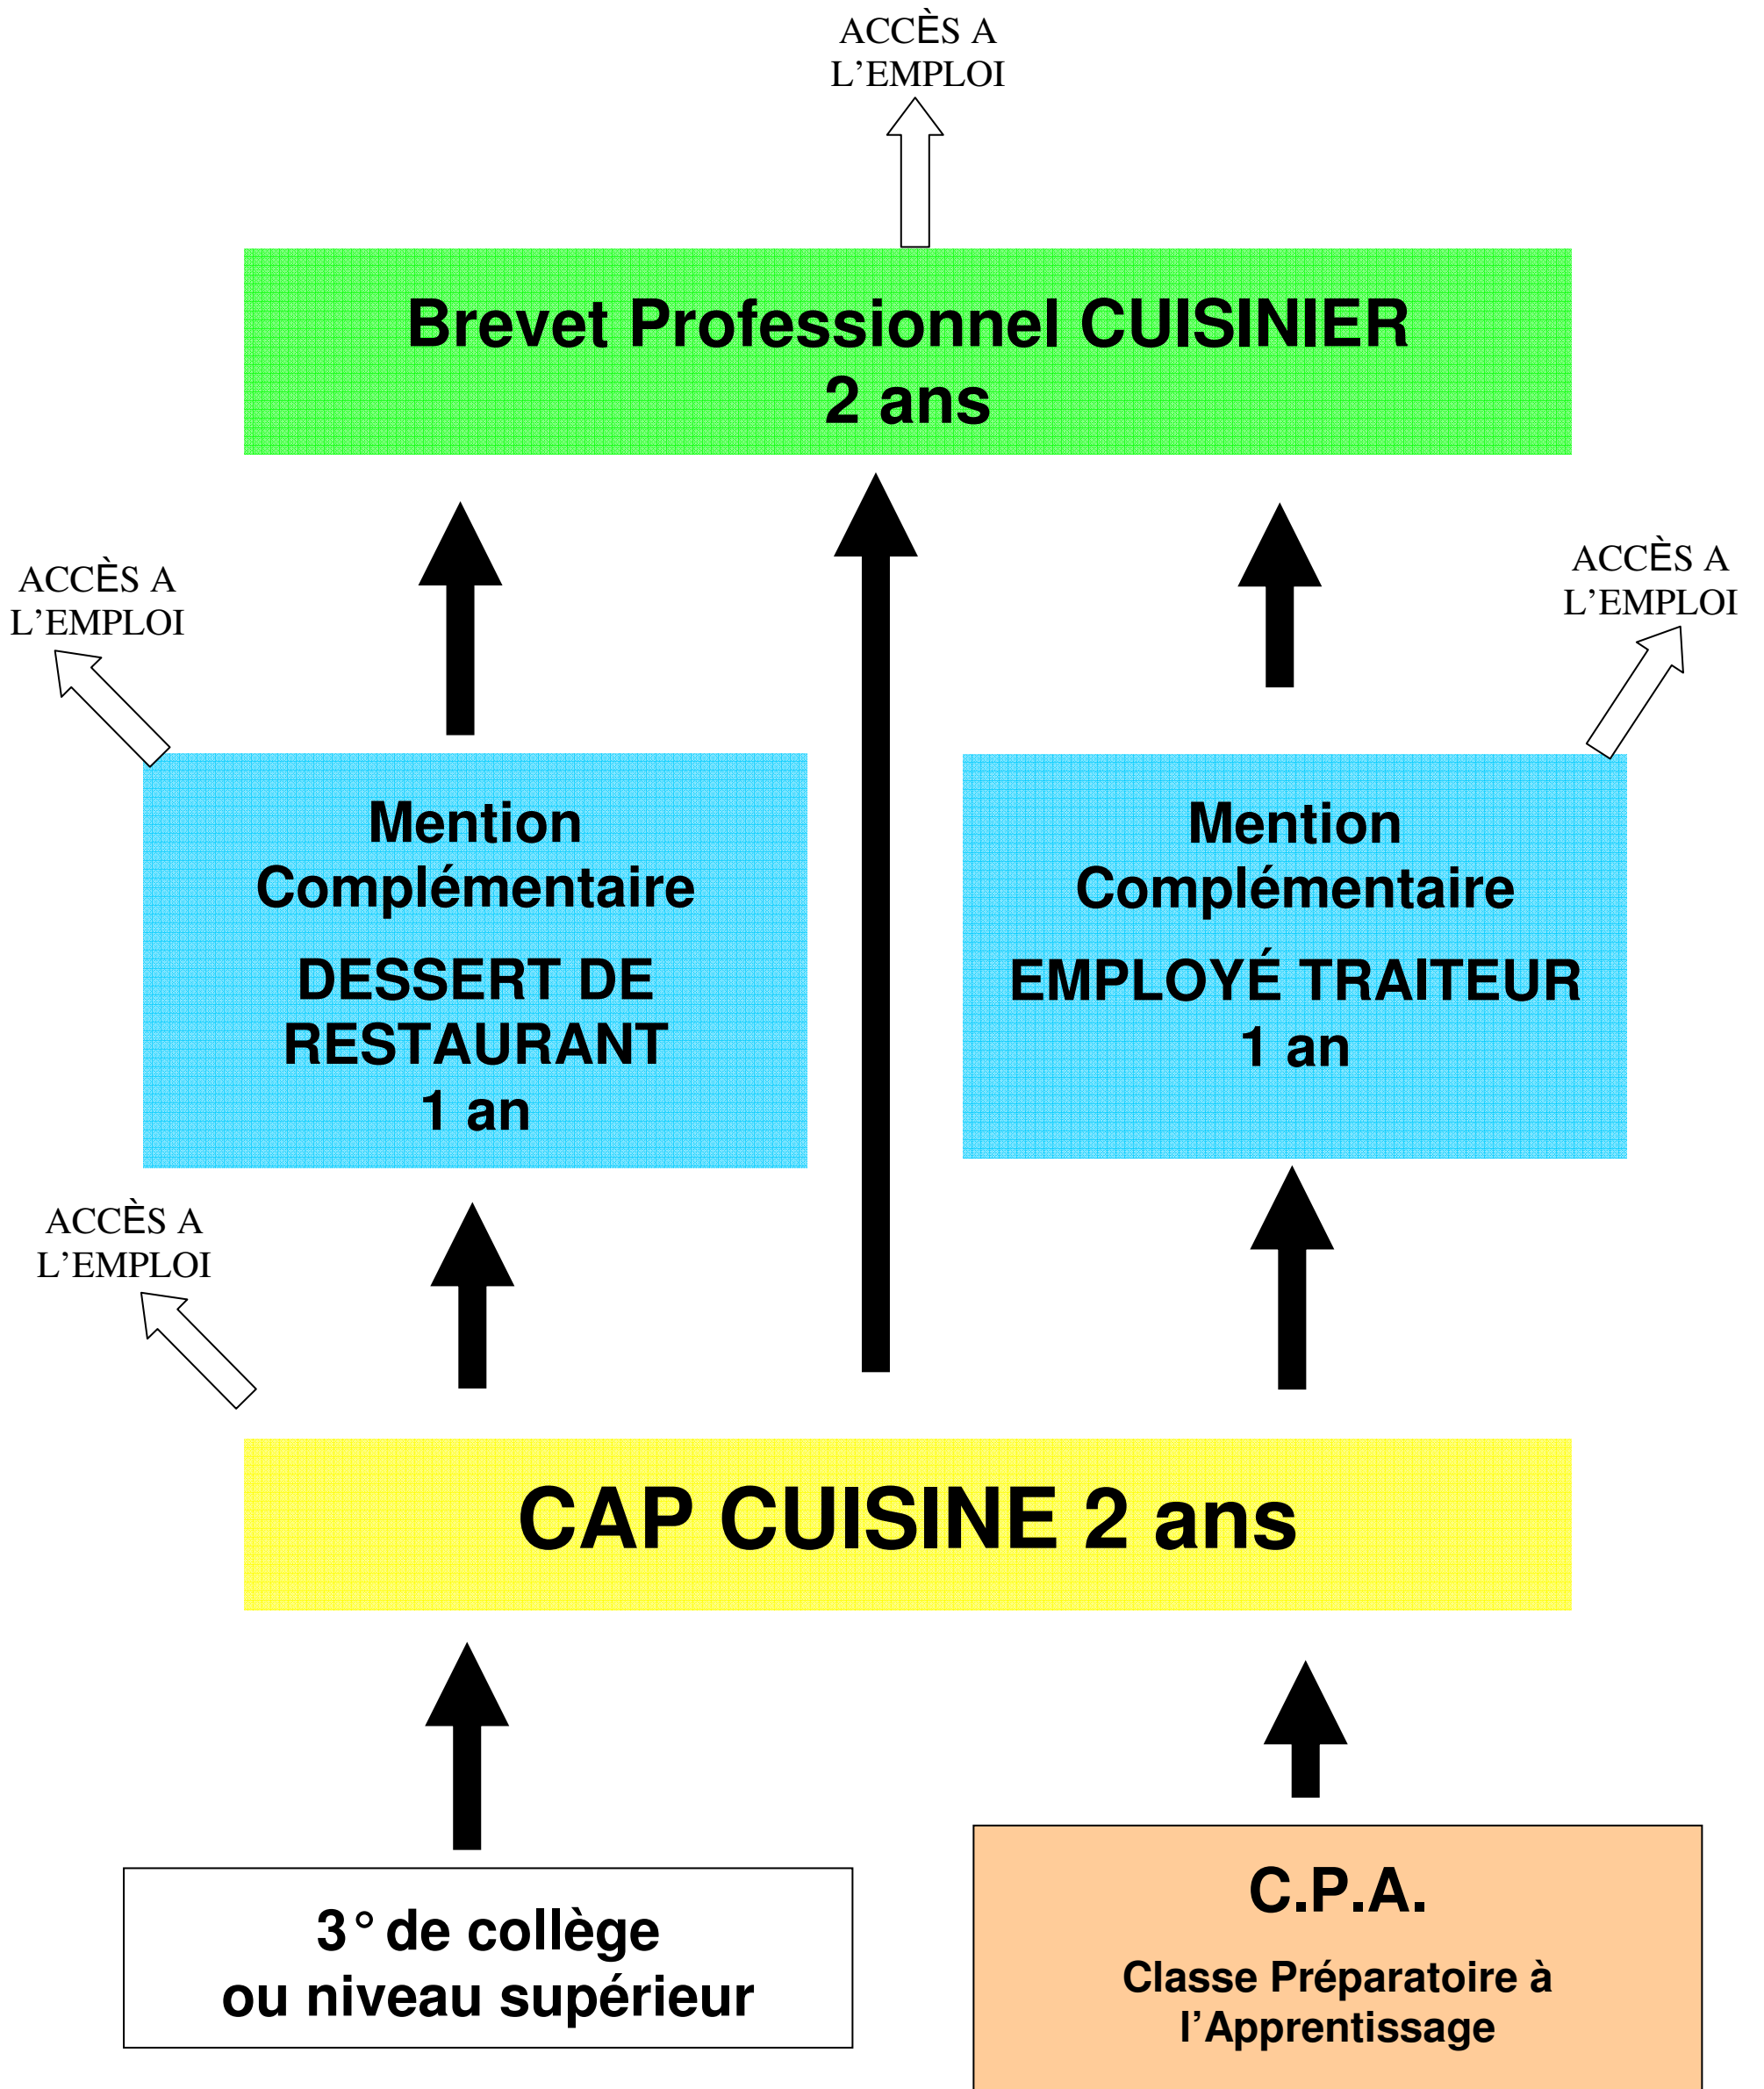 ACCÈS A
L’EMPLOI
Brevet Professionnel CUISINIER
2 ans
ACCÈS A
L’EMPLOI
ACCÈS A
L’EMPLOI
Mention
Complémentaire
DESSERT DE
RESTAURANT
1 an
Mention
Complémentaire
EMPLOYÉ TRAITEUR
1 an
ACCÈS A
L’EMPLOI
CAP CUISINE 2 ans
3° de collège
ou niveau supérieur
C.P.A.
Classe Préparatoire à
l’Apprentissage